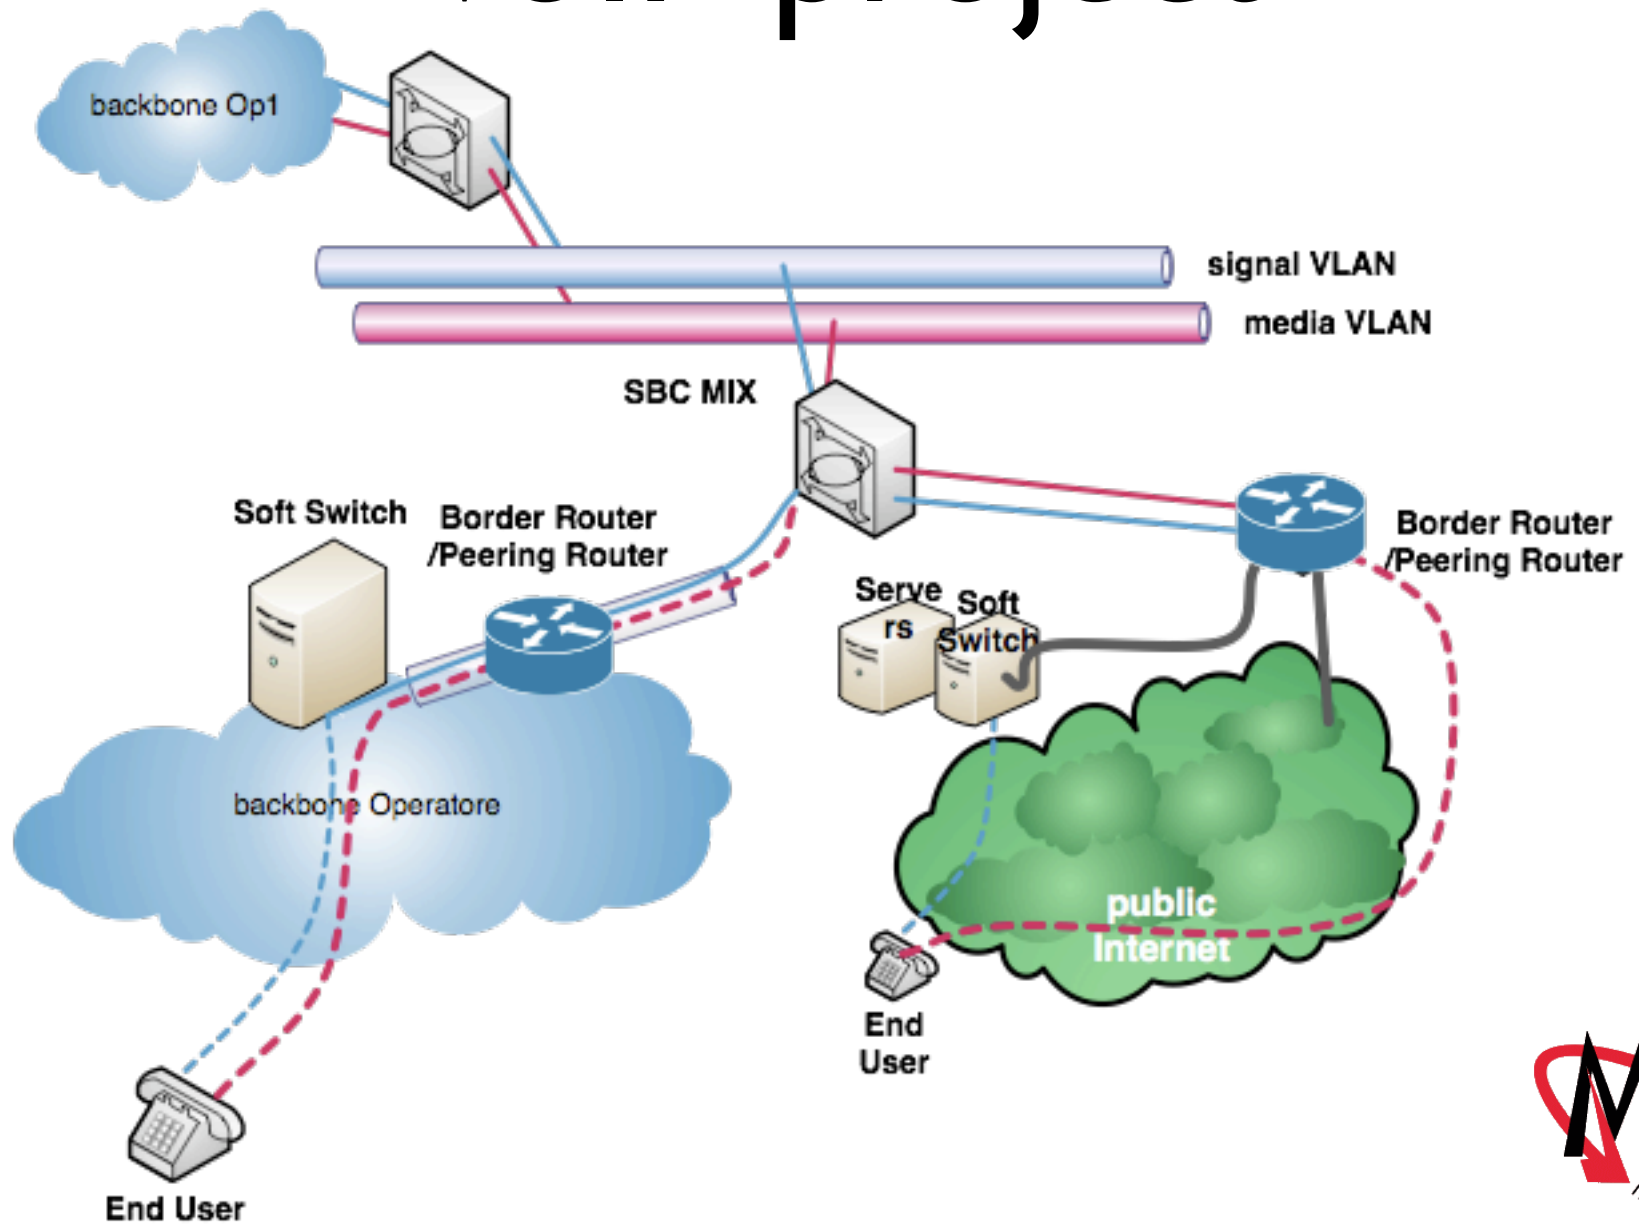 project
backbone Op1
signal VLAN
media VLAN
SBC MIX
Soft Switch
Border Router
/Peering Router
Border Router
/Peering Router
Serve
rs
Soft
Switch
backbone Operatore
public
Internet
End
User
End User